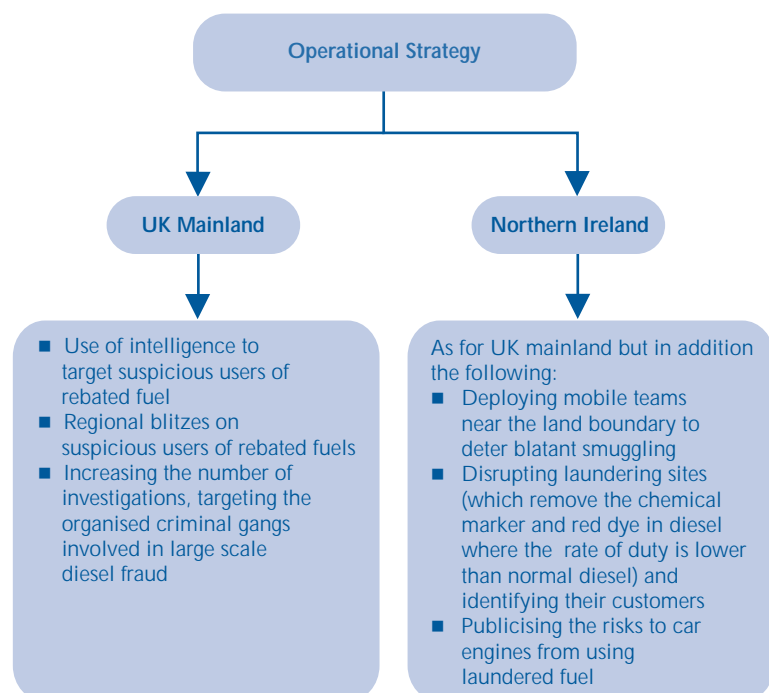 Operational Strategy
UK Mainland
Northern Ireland
■ Use of intelligence to
target suspicious users of
rebated fuel
■ Regional blitzes on
suspicious users of rebated fuels
■ Increasing the number of
investigations, targeting the
organised criminal gangs
involved in large scale
diesel fraud
As for UK mainland but in addition
the following:
■ Deploying mobile teams
near the land boundary to
deter blatant smuggling
■ Disrupting laundering sites
(which remove the chemical
marker and red dye in diesel
where the rate of duty is lower
than normal diesel) and
identifying their customers
■ Publicising the risks to car
engines from using
laundered fuel